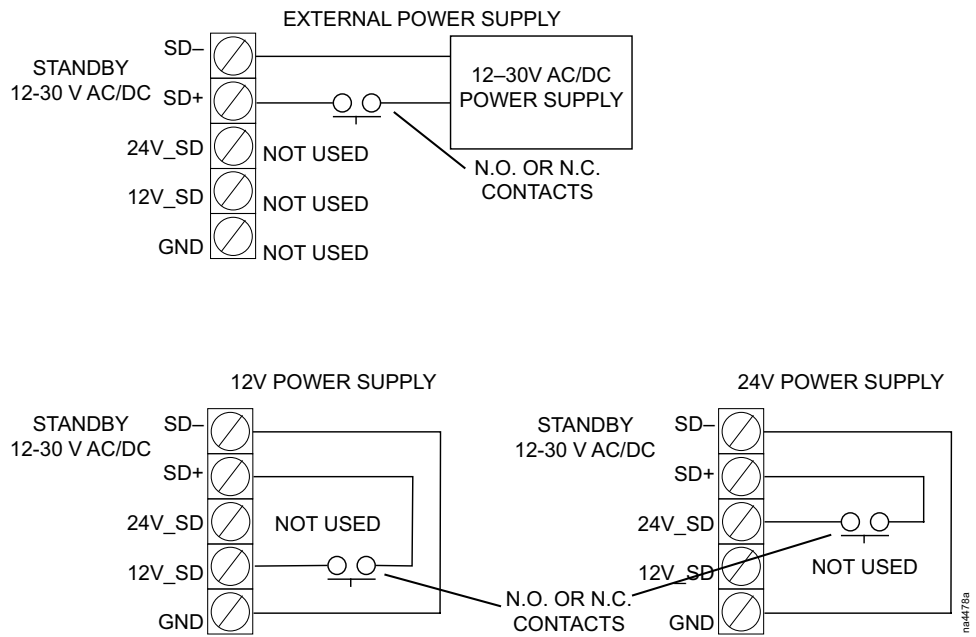 EXTERNAL POWER SUPPLY
STANDBY
12-30 V AC/DC
SD–
SD+
24V_SD
12V_SD
GND
NOT USED
NOT USED
NOT USED
12–30V AC/DC
POWER SUPPLY
N.O. OR N.C.
CONTACTS
12V POWER SUPPLY
STANDBY
12-30 V AC/DC
SD–
SD+
24V_SD
12V_SD
GND
NOT USED
24V POWER SUPPLY
STANDBY
12-30 V AC/DC
SD–
SD+
24V_SD
12V_SD
GND
NOT USED
N.O. OR N.C.
CONTACTS
na4478a